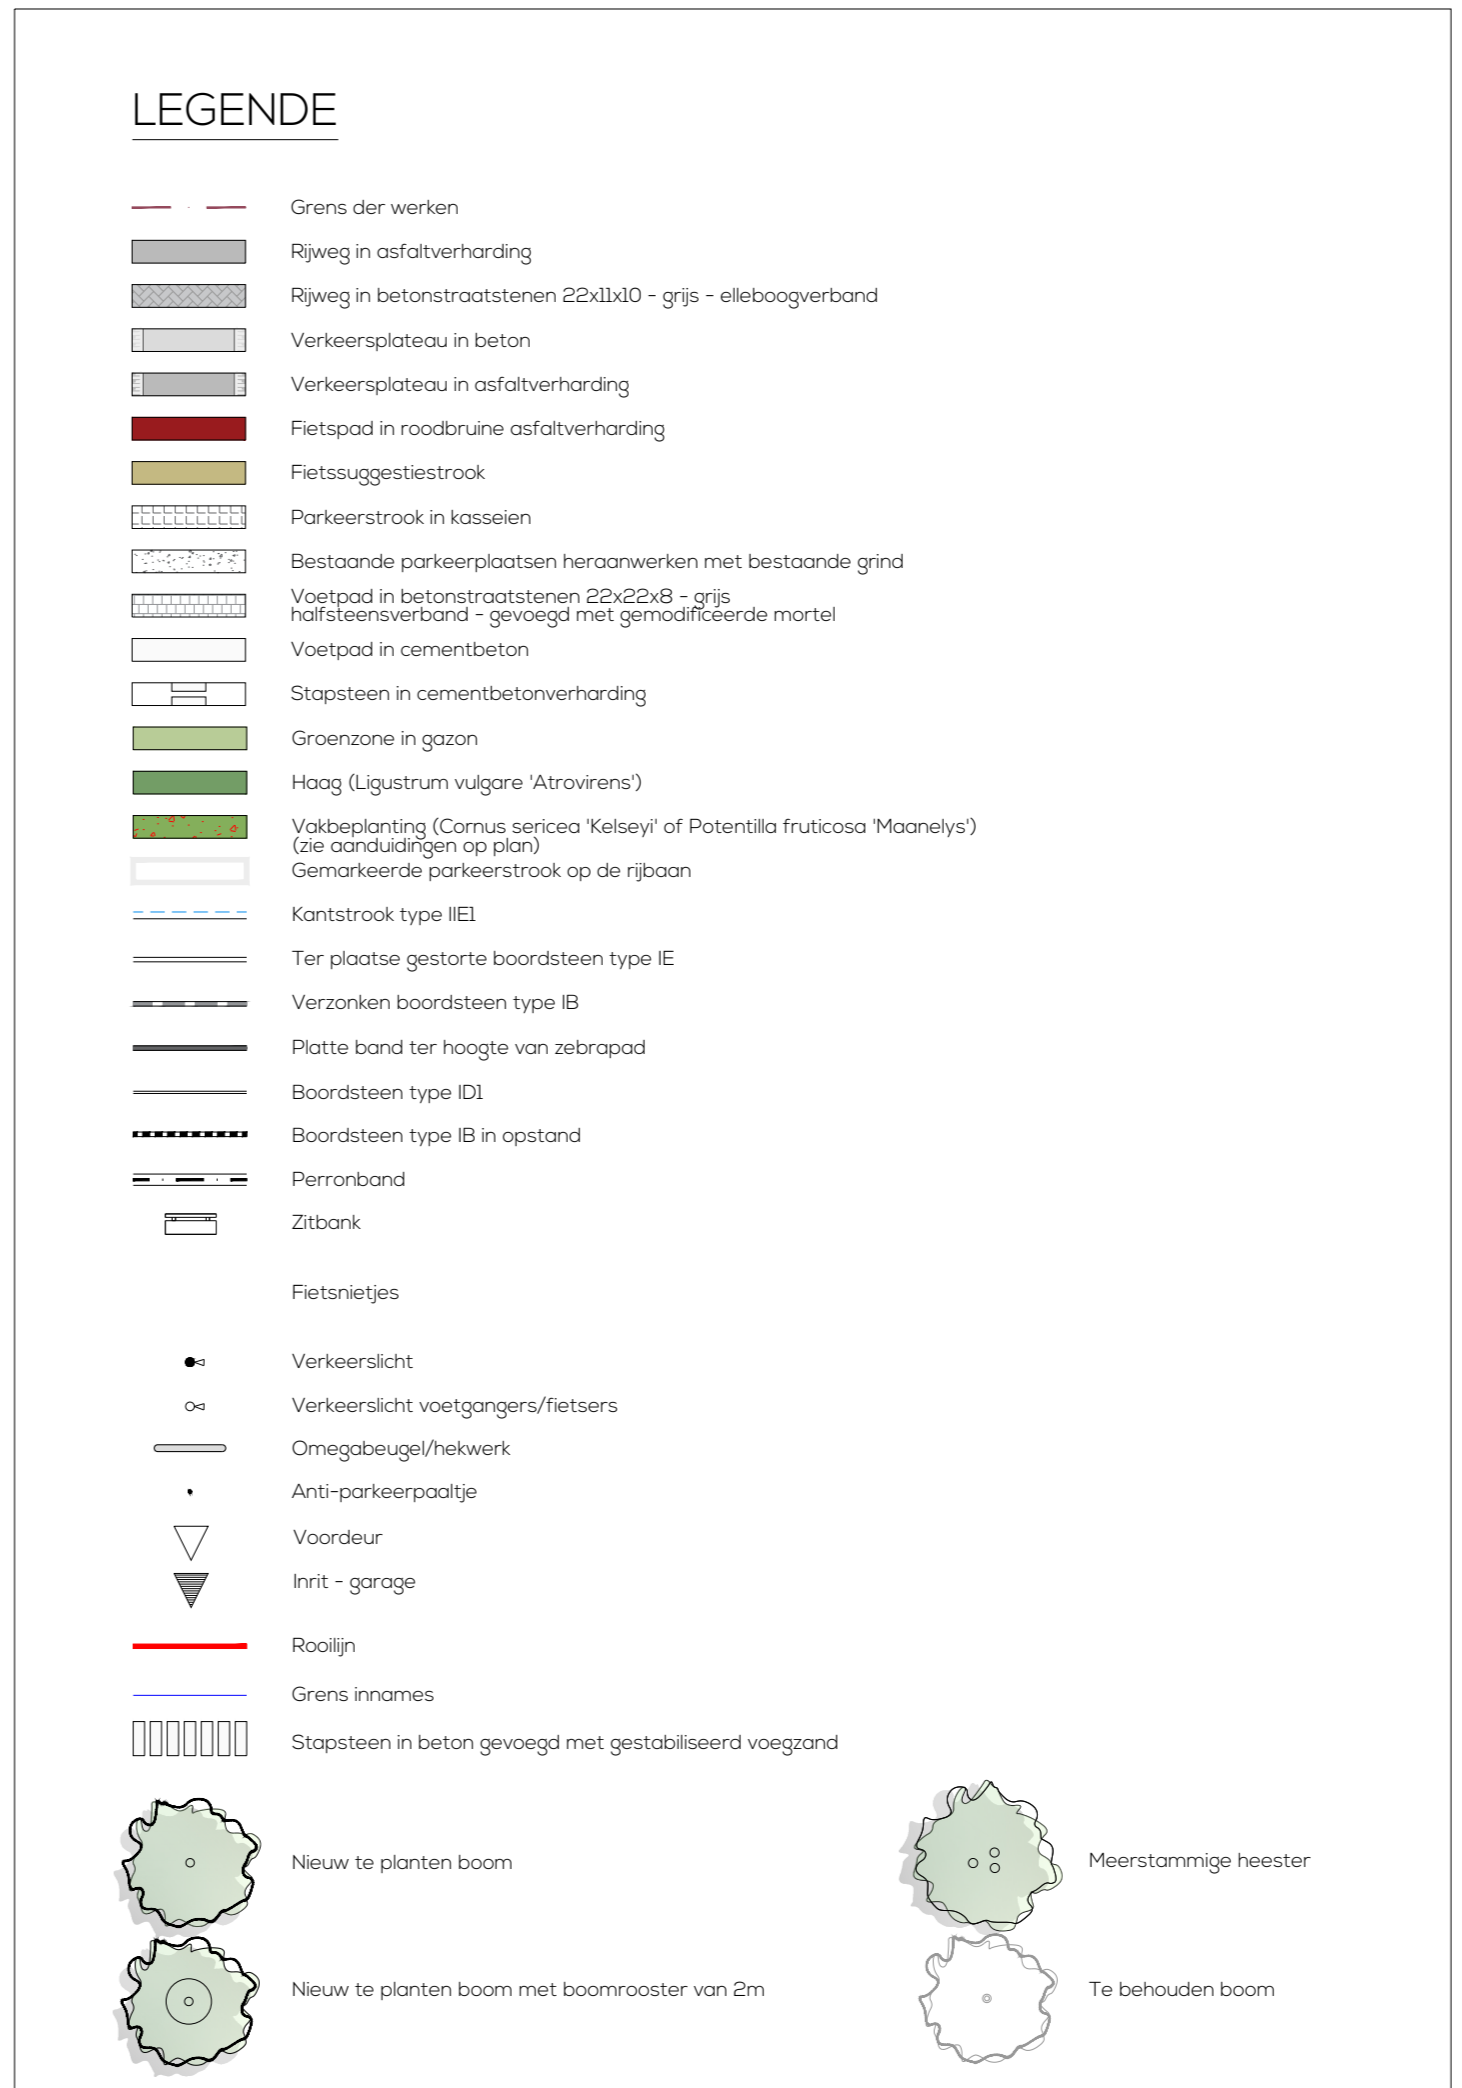 LEGENDE
Grens der werken
Rijweg in asfaltverharding
Rijweg in betonstraatstenen 22x11x10 - grijs - elleboogverband
Verkeersplateau in beton
Verkeersplateau in asfaltverharding
Fietspad in roodbruine asfaltverharding
Fietssuggestiestrook
Parkeerstrook in kasseien
Bestaande parkeerplaatsen heraanwerken met bestaande grind
Voetpad in betonstraatstenen 22x22x8 - grijs
halfsteensverband - gevoegd met gemodificeerde mortel
Voetpad in cementbeton
Stapsteen in cementbetonverharding
Groenzone in gazon
Haag (Ligustrum vulgare 'Atrovirens')
Vakbeplanting (Cornus sericea 'Kelseyi' of Potentilla fruticosa 'Maanelys')
(zie aanduidingen op plan)
Gemarkeerde parkeerstrook op de rijbaan
Kantstrook type IIE1
Ter plaatse gestorte boordsteen type IE
Verzonken boordsteen type IB
Platte band ter hoogte van zebrapad
Boordsteen type ID1
Boordsteen type IB in opstand
Perronband
Zitbank
Fietsnietjes
Verkeerslicht
Verkeerslicht voetgangers/fietsers
Omegabeugel/hekwerk
Anti-parkeerpaaltje
Voordeur
Inrit - garage
Rooilijn
Grens innames
Stapsteen in beton gevoegd met gestabiliseerd voegzand
Nieuw te planten boom
Meerstammige heester
Nieuw te planten boom met boomrooster van 2m
Te behouden boom